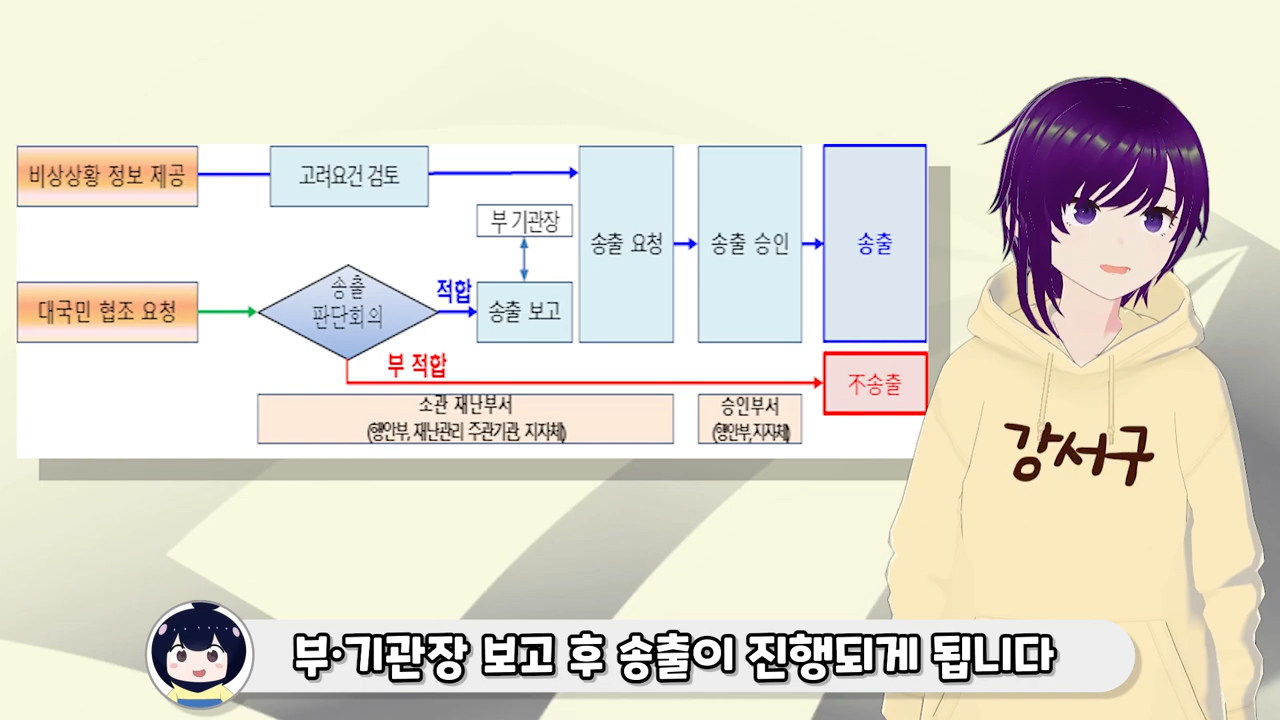 비상상황 정보 제공
고려요건 검토
부 기관장
송출 요청
송출 승인
송출
대국민 협조 요청
송출
판단회의
적합
송출 보고
부 적합
不송출
소관 재난부서
(행안부, 재난관리 주관기관, 지자체)
승인부서
(행안부,지자체)
강서구
부·기관장 보고 후 송출이 진행되게 됩니다